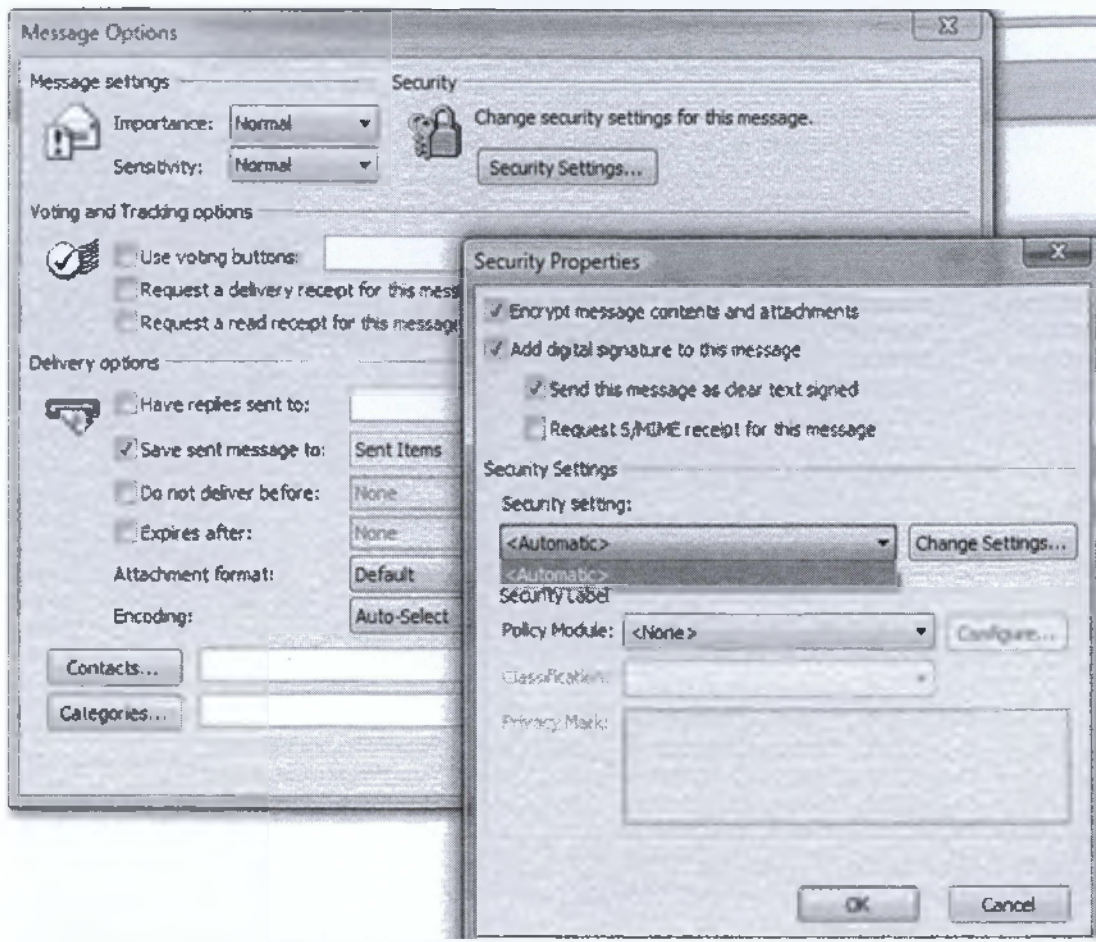 Message Options
Message settings
Importance: Normal
Sensitivity: Normal
Security
Change security settings for this message.
Security Settings...
Voting and Tracking options
Use voting buttons:
Request a delivery receipt for this mess
Request a read receipt for this message
Delivery options
Have replies sent to:
Save sent message to: Sent Items
Do not deliver before: None
Expires after: None
Attachment format: Default
Encoding: Auto-Select
Contacts...
Categories...
Security Properties
Encrypt message contents and attachments
Add digital signature to this message
Send this message as clear text signed
Request S/MIME receipt for this message
Security Settings
Security setting:
<Automatic> Change Settings...
<Automatic>
Security Label
Policy Module: <None> Configure...
Classification:
Privacy Mark:
OK Cancel